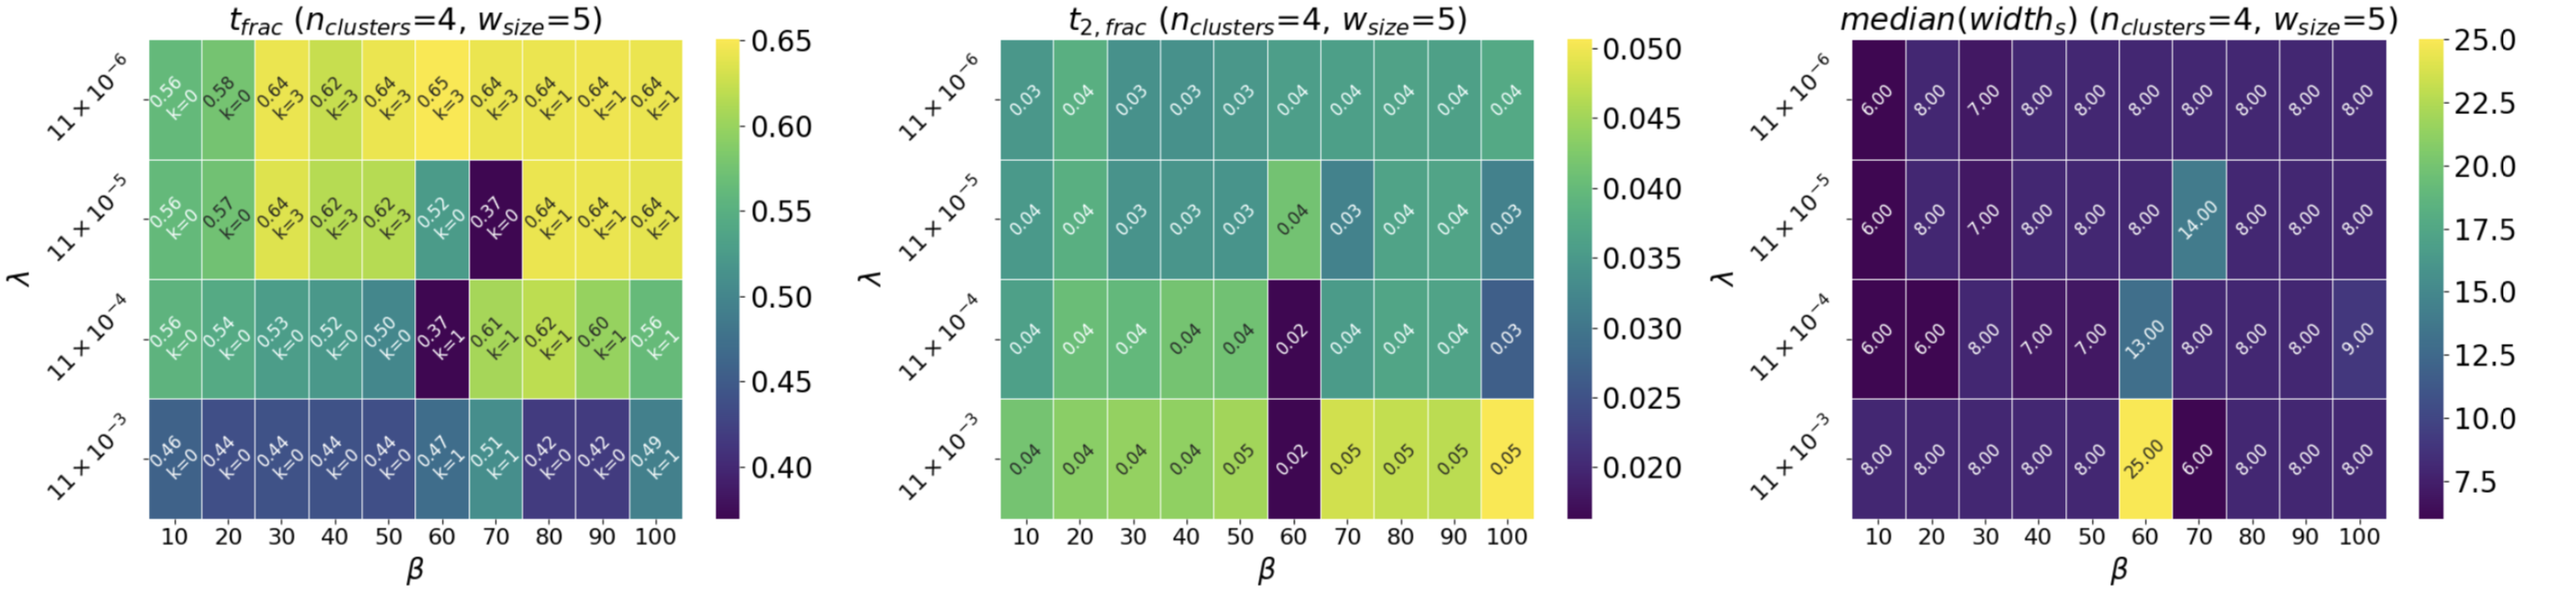 t_frac (n_clusters=4, w_size=5)
λ
11 × 10^−6
0.56 k=0 0.58 k=0 0.64 k=3 0.62 k=3 0.64 k=3 0.65 k=3 0.64 k=3 0.64 k=1 0.64 k=1 0.64 k=1
11 × 10^−5
0.56 k=0 0.57 k=0 0.64 k=3 0.62 k=3 0.62 k=3 0.52 k=0 0.37 k=0 0.64 k=1 0.64 k=1 0.64 k=1
11 × 10^−4
0.56 k=0 0.54 k=0 0.53 k=0 0.52 k=0 0.50 k=0 0.37 k=1 0.61 k=1 0.62 k=1 0.60 k=1 0.56 k=1
11 × 10^−3
0.46 k=0 0.44 k=0 0.44 k=0 0.44 k=0 0.44 k=0 0.47 k=1 0.51 k=1 0.42 k=0 0.42 k=0 0.49 k=1
10 20 30 40 50 60 70 80 90 100
β
0.65
0.60
0.55
0.50
0.45
0.40
t_2, frac (n_clusters=4, w_size=5)
λ
11 × 10^−6
0.03 0.04 0.03 0.03 0.03 0.04 0.04 0.04 0.04 0.04
11 × 10^−5
0.04 0.04 0.03 0.03 0.03 0.04 0.03 0.04 0.04 0.03
11 × 10^−4
0.04 0.04 0.04 0.04 0.04 0.02 0.04 0.04 0.04 0.03
11 × 10^−3
0.04 0.04 0.04 0.04 0.05 0.02 0.05 0.05 0.05 0.05
10 20 30 40 50 60 70 80 90 100
β
0.050
0.045
0.040
0.035
0.030
0.025
0.020
median(width_s) (n_clusters=4, w_size=5)
λ
11 × 10^−6
6.00 8.00 7.00 8.00 8.00 8.00 8.00 8.00 8.00 8.00
11 × 10^−5
6.00 8.00 7.00 8.00 8.00 8.00 14.00 8.00 8.00 8.00
11 × 10^−4
6.00 6.00 8.00 7.00 7.00 13.00 8.00 8.00 8.00 9.00
11 × 10^−3
8.00 8.00 8.00 8.00 8.00 25.00 6.00 8.00 8.00 8.00
10 20 30 40 50 60 70 80 90 100
β
25.0
22.5
20.0
17.5
15.0
12.5
10.0
7.5